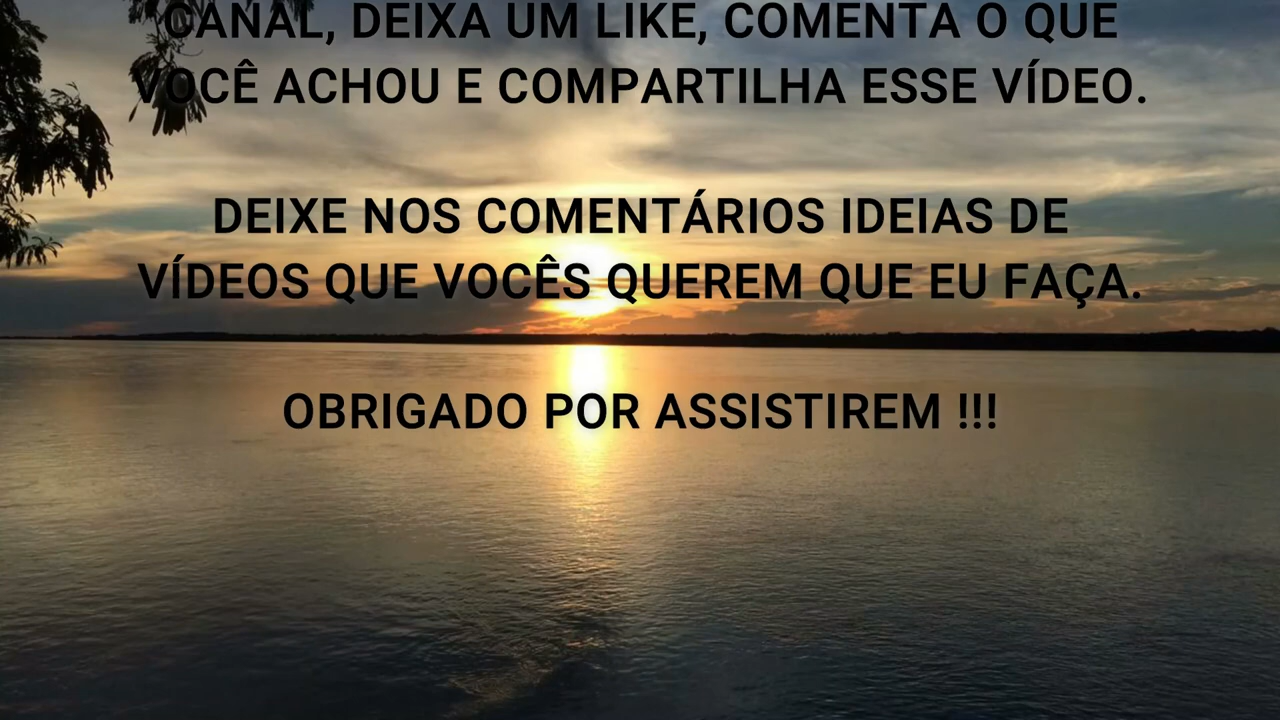 CANAL, DEIXA UM LIKE, COMENTA O QUE
VOCÊ ACHOU E COMPARTILHA ESSE VÍDEO.
DEIXE NOS COMENTÁRIOS IDEIAS DE
VÍDEOS QUE VOCÊS QUEREM QUE EU FAÇA.
OBRIGADO POR ASSISTIREM !!!